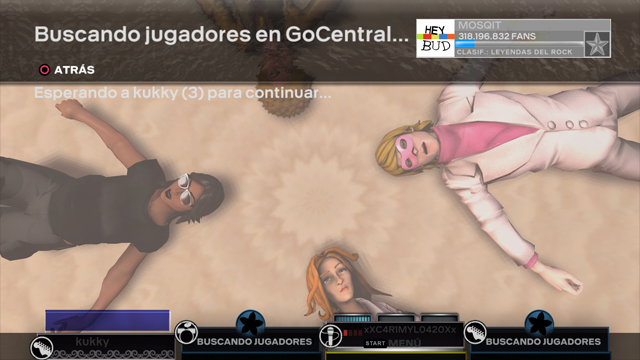 Buscando jugadores en GoCentral...
HEY
BUD
MOSQIT
318.196.832 FANS
CLASIF.: LEYENDAS DEL ROCK
ATRÁS
Esperando a kukky (3) para continuar...
kukky
BUSCANDO JUGADORES
xXC4RIMYL042OXx
START MENÚ
BUSCANDO JUGADORES